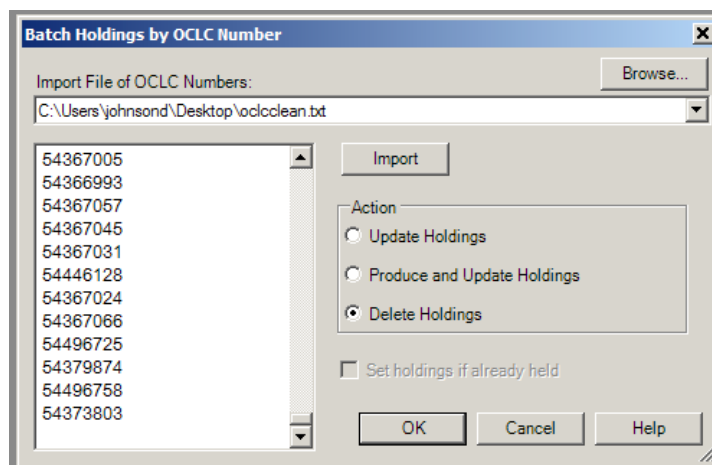 Batch Holdings by OCLC Number
Import File of OCLC Numbers:
Browse...
C:\Users\johnsond\Desktop\oclcclean.txt
54367005
54366993
54367057
54367045
54367031
54446128
54367024
54367066
54496725
54379874
54496758
54373803
Import
Action
Update Holdings
Produce and Update Holdings
Delete Holdings
Set holdings if already held
OK
Cancel
Help